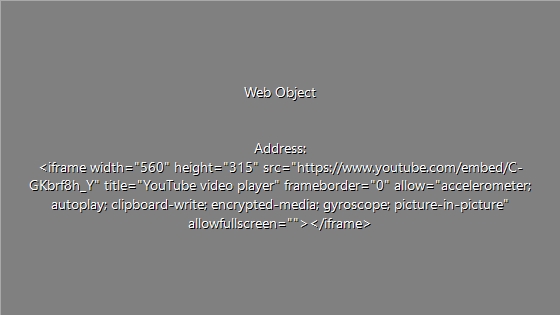 Web Object
Address:
<iframe width="560" height="315" src="https://www.youtube.com/embed/C-
GKbrf8h_Y" title="YouTube video player" frameborder="0" allow="accelerometer;
autoplay; clipboard-write; encrypted-media; gyroscope; picture-in-picture"
allowfullscreen=""></iframe>